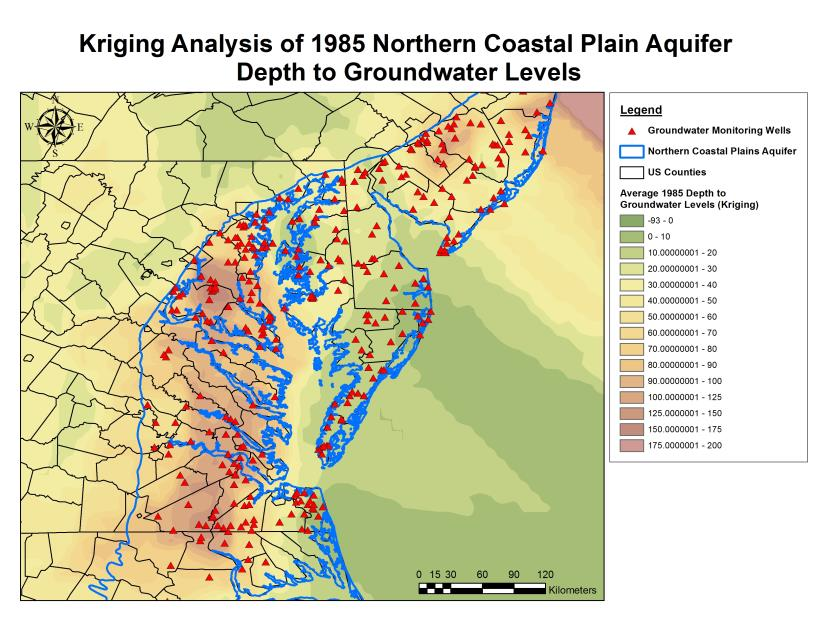 Kriging Analysis of 1985 Northern Coastal Plain Aquifer
Depth to Groundwater Levels
N
W E
S
Legend
Groundwater Monitoring Wells
Northern Coastal Plains Aquifer
US Counties
Average 1985 Depth to
Groundwater Levels (Kriging)
-93 - 0
0 - 10
10.00000001 - 20
20.00000001 - 30
30.00000001 - 40
40.00000001 - 50
50.00000001 - 60
60.00000001 - 70
70.00000001 - 80
80.00000001 - 90
90.00000001 - 100
100.0000001 - 125
125.0000001 - 150
150.0000001 - 175
175.0000001 - 200
0 15 30 60 90 120
Kilometers